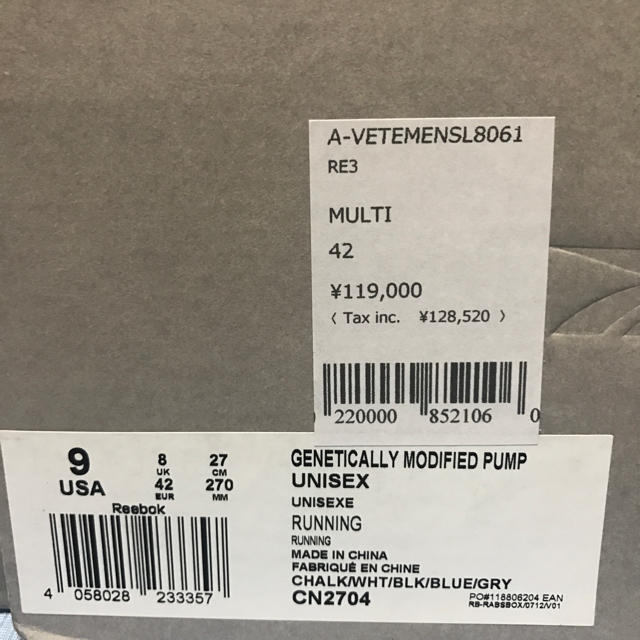 A-VETEMENSL8061
RE3
MULTI
42
¥119,000
〈 Tax inc. ¥128,520 〉
220000 852106 0
9
USA
8
UK
42
EUR
27
CM
270
MM
Reebok
4 058028 233357
GENETICALLY MODIFIED PUMP
UNISEX
UNISEXE
RUNNING
RUNNING
MADE IN CHINA
FABRIQUÉ EN CHINE
CHALK/WHT/BLK/BLUE/GRY
CN2704
PO#118806204 EAN
RB-RABSBOX/0712/V01